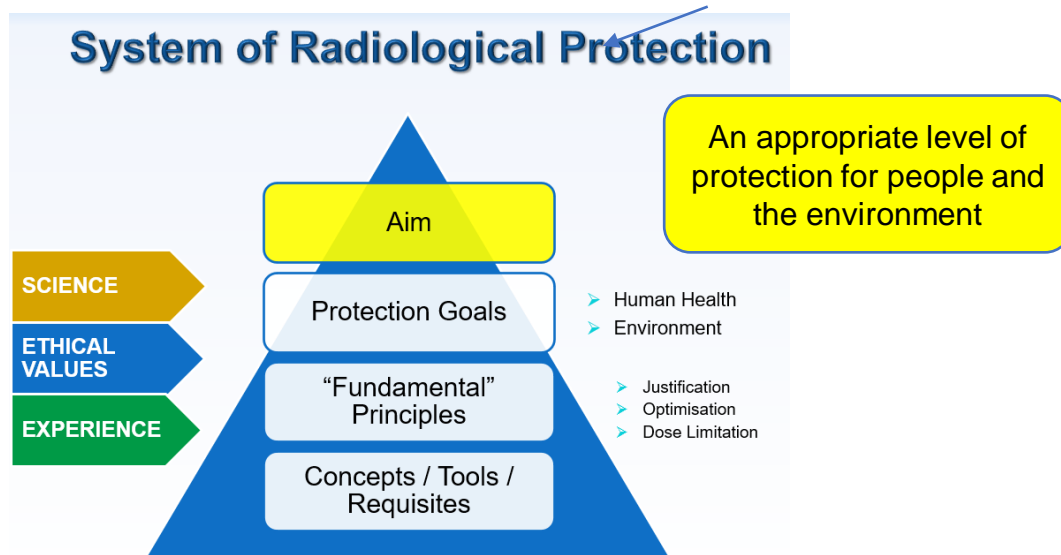 System of Radiological Protection
An appropriate level of
protection for people and
the environment
Aim
SCIENCE
ETHICAL
VALUES
EXPERIENCE
Protection Goals
Human Health
Environment
“Fundamental”
Principles
Justification
Optimisation
Dose Limitation
Concepts / Tools /
Requisites